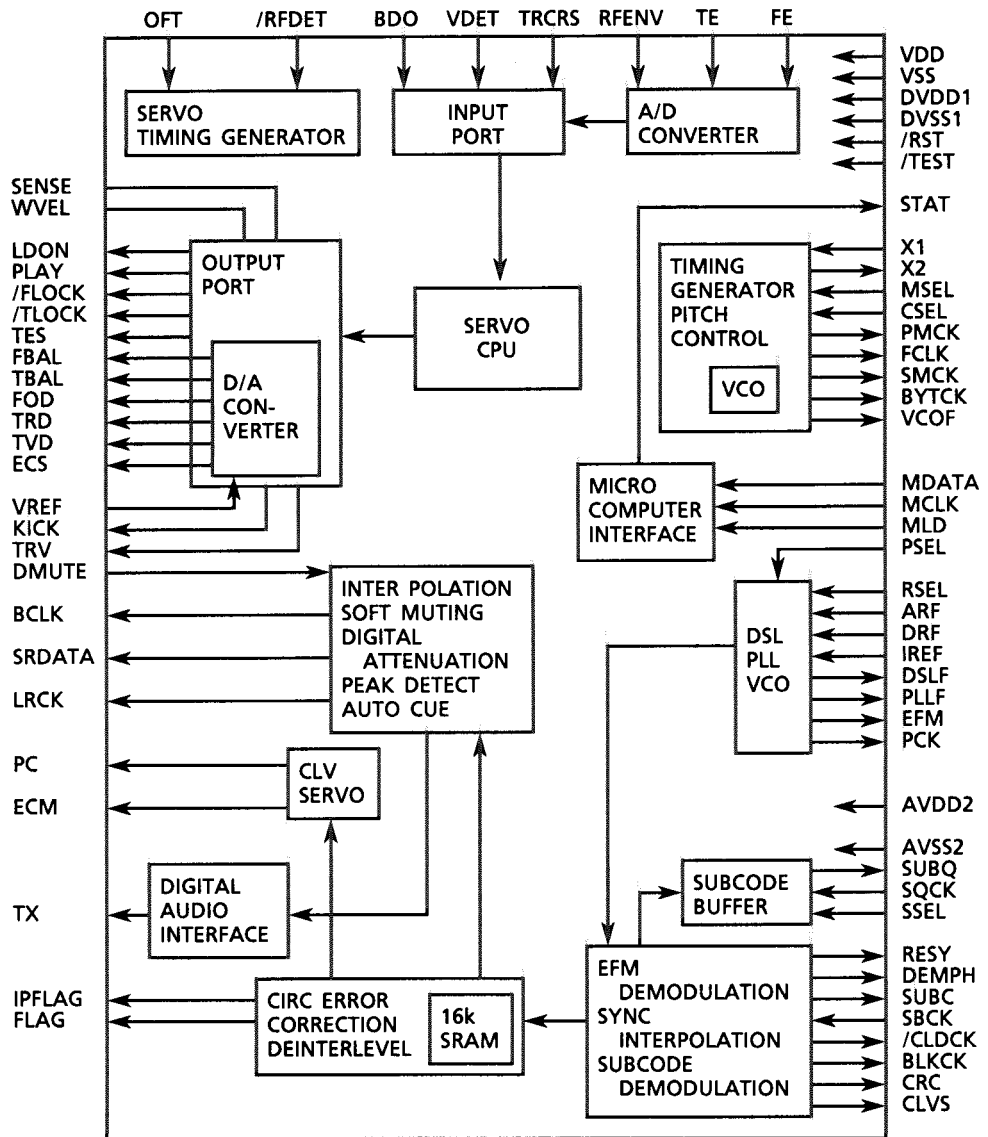 OFT /RFDET BDO VDET TRCRS RFENV TE FE
SERVO
TIMING GENERATOR
INPUT
PORT
A/D
CONVERTER
VDD
VSS
DVDD1
DVSS1
/RST
/TEST
STAT
SENSE
WVEL
LDON
PLAY
/FLOCK
/TLOCK
TES
FBAL
TBAL
FOD
TRD
TVD
ECS
VREF
KICK
TRV
OUTPUT
PORT
D/A
CON-
VERTER
SERVO
CPU
TIMING
GENERATOR
PITCH
CONTROL
VCO
X1
X2
MSEL
CSEL
PMCK
FCLK
SMCK
BYTCK
VCOF
MICRO
COMPUTER
INTERFACE
MDATA
MCLK
MLD
PSEL
DMUTE
BCLK
SRDATA
LRCK
INTER POLATION
SOFT MUTING
DIGITAL
ATTENUATION
PEAK DETECT
AUTO CUE
DSL
PLL
VCO
RSEL
ARF
DRF
IREF
DSLF
PLLF
EFM
PCK
PC
ECM
CLV
SERVO
AVDD2
AVSS2
TX
DIGITAL
AUDIO
INTERFACE
SUBCODE
BUFFER
SUBQ
SQCK
SSEL
IPFLAG
FLAG
CIRC ERROR
CORRECTION
DEINTERLEVEL
16k
SRAM
EFM
DEMODULATION
SYNC
INTERPOLATION
SUBCODE
DEMODULATION
RESY
DEMPH
SUBC
SBCK
/CLDCK
BLKCK
CRC
CLVS